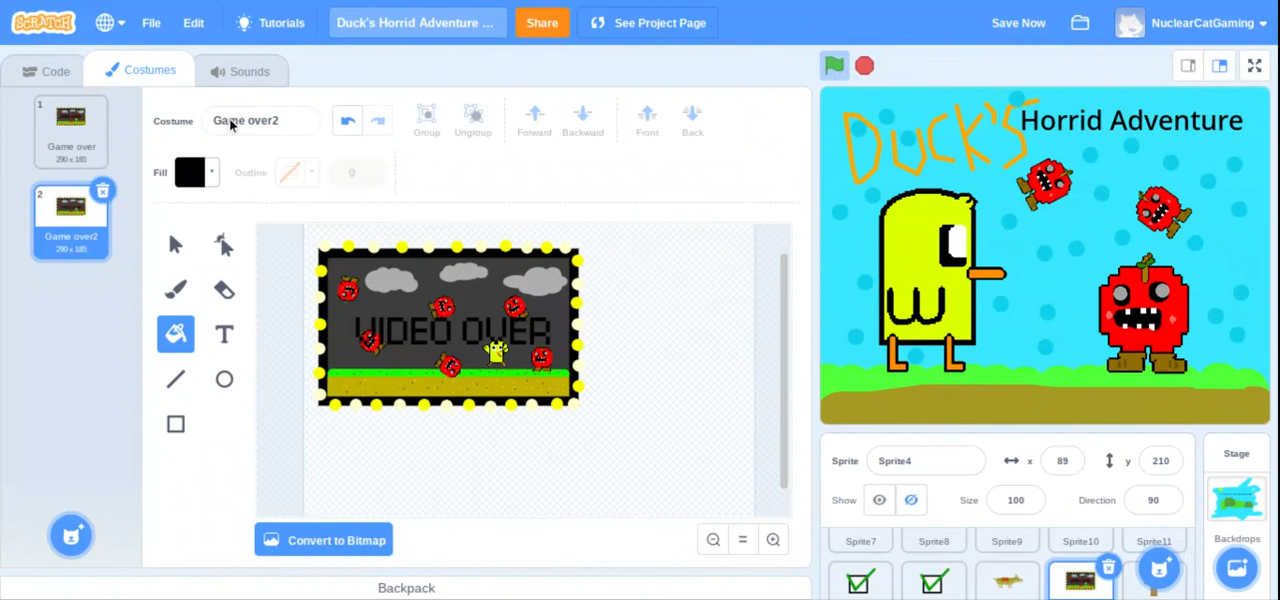 SCRATCH File Edit Tutorials Duck's Horrid Adventure ... Share See Project Page Save Now NuclearCatGaming
Code Costumes Sounds
1
Game over
290 x 185
2
Game over2
290 x 185
Costume Game over2 Group Ungroup Forward Backward Front Back
Fill Outline 0
T
VIDEO OVER
Convert to Bitmap
Backpack
DUCK'S Horrid Adventure
Sprite Sprite4 x 89 y 210
Show Size 100 Direction 90
Sprite7 Sprite8 Sprite9 Sprite10 Sprite11
Stage
Backdrops